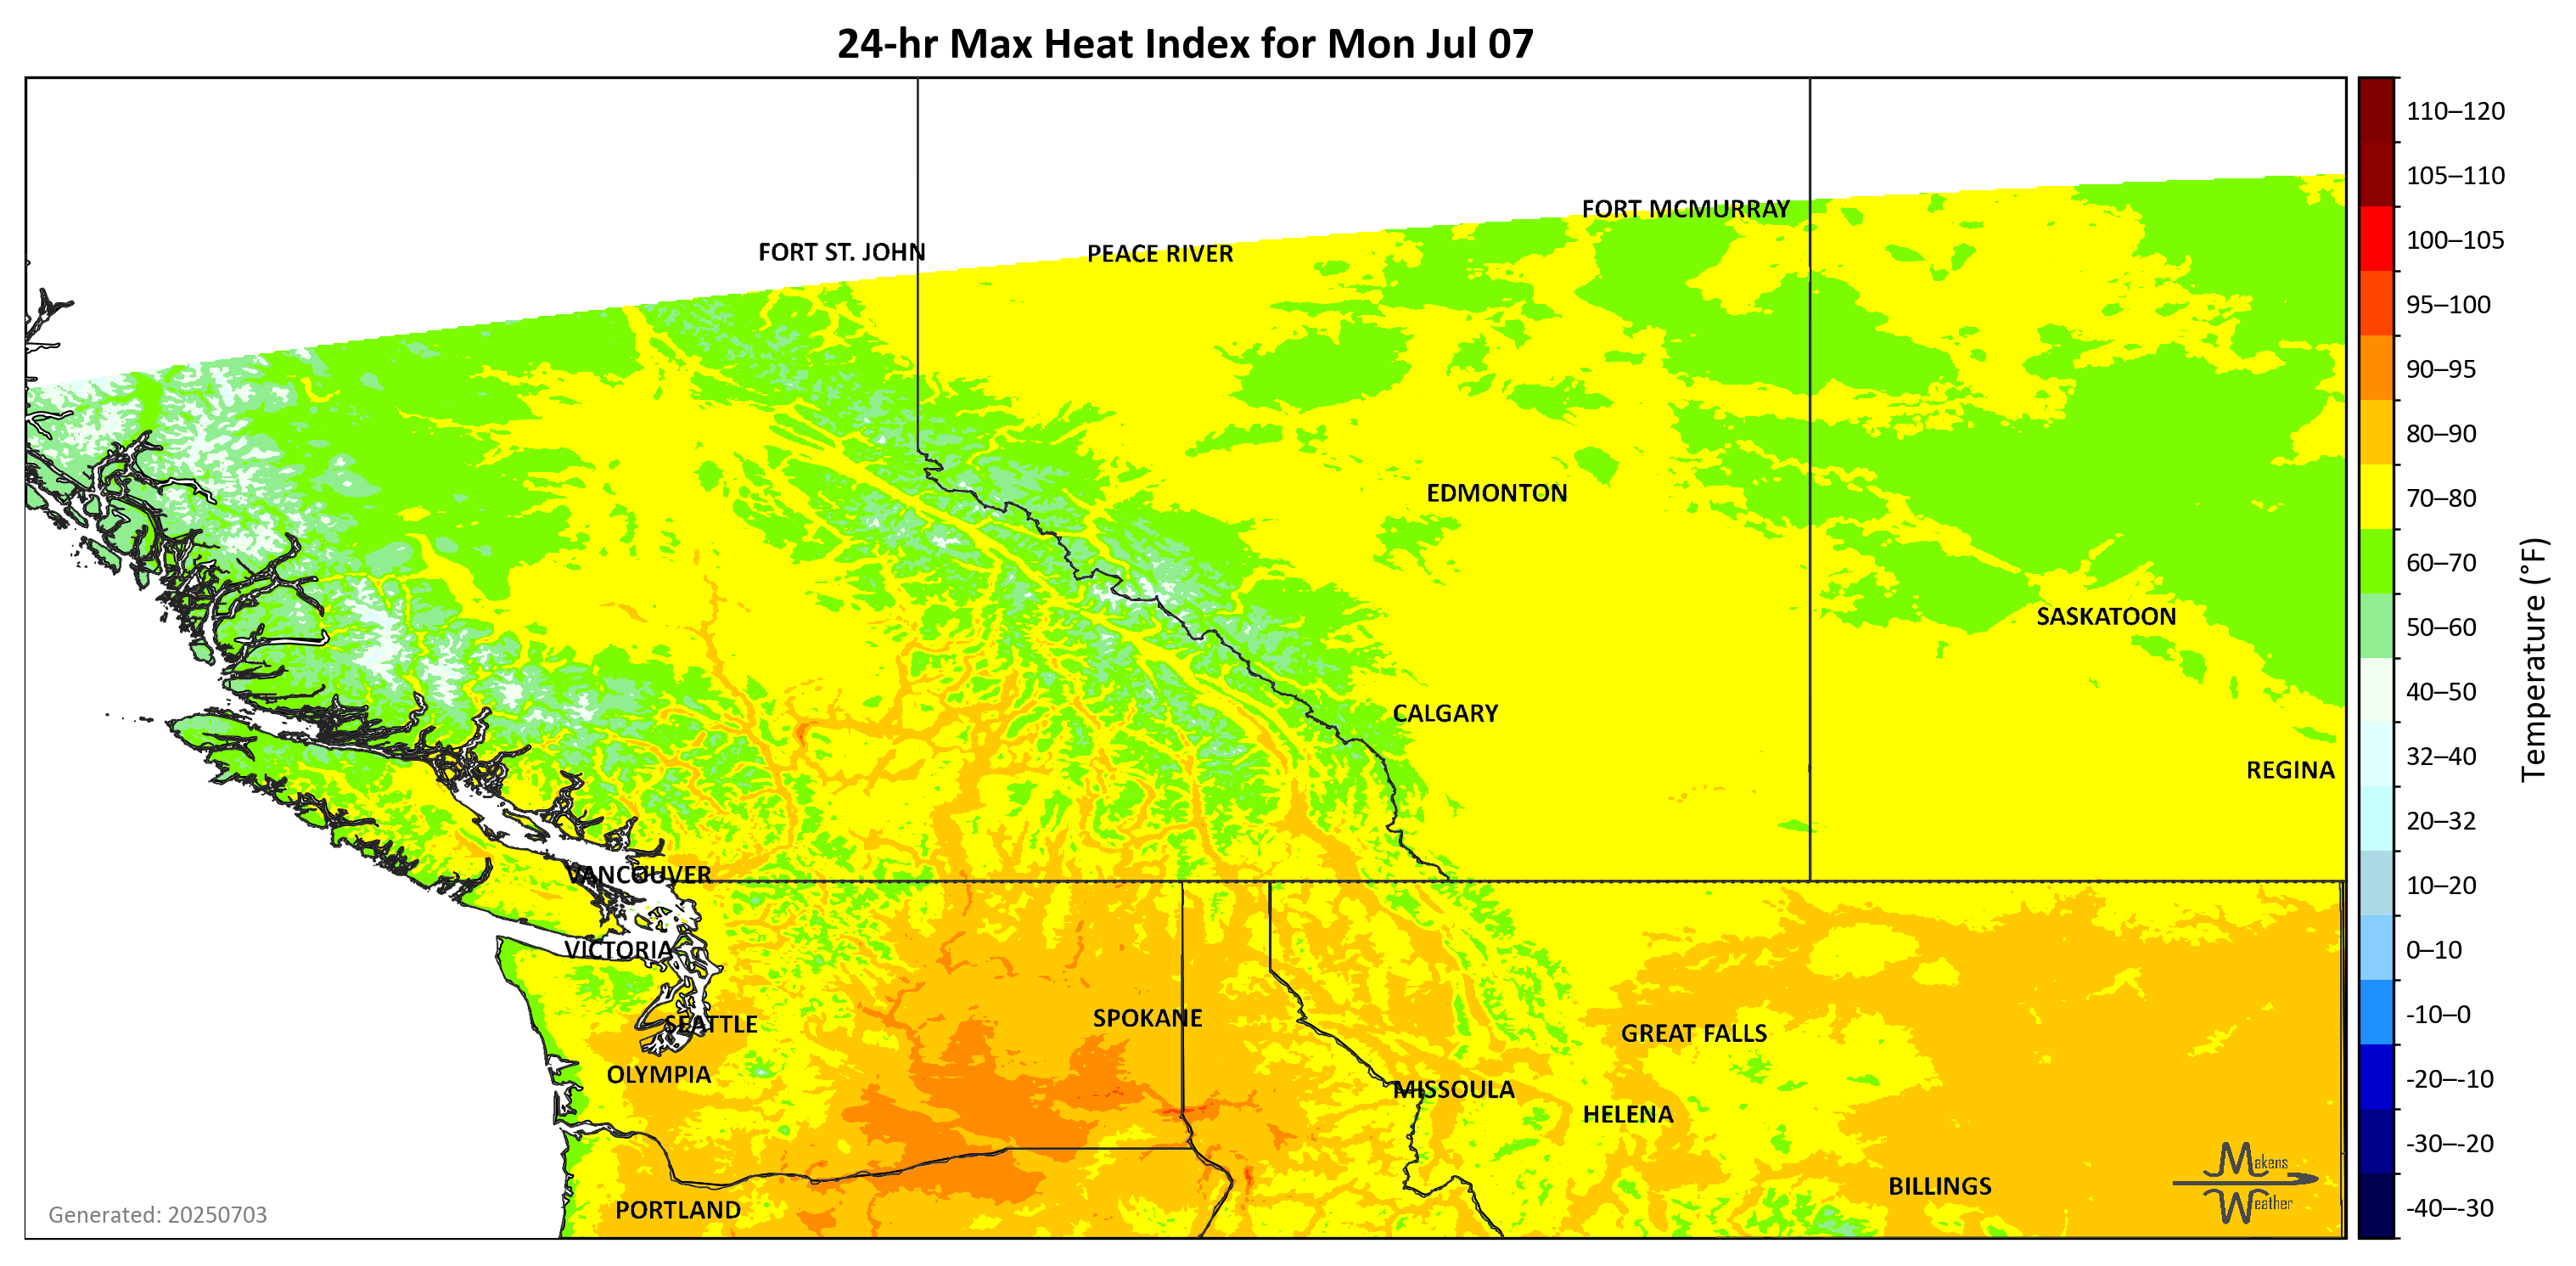 24-hr Max Heat Index for Mon Jul 07
FORT MCMURRAY
FORT ST. JOHN
PEACE RIVER
EDMONTON
SASKATOON
CALGARY
REGINA
VANCOUVER
VICTORIA
SPOKANE
SEATTLE
GREAT FALLS
OLYMPIA
MISSOULA
HELENA
BILLINGS
PORTLAND
Generated: 20250703
Makens
Weather
110–120
105–110
100–105
95–100
90–95
80–90
70–80
60–70
50–60
40–50
32–40
20–32
10–20
0–10
-10–0
-20–-10
-30–-20
-40–-30
Temperature (°F)